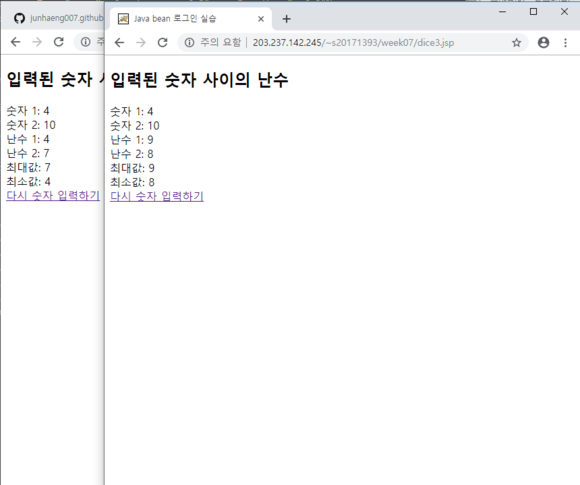 junhaeng007.github
Java bean 로그인 실습
주의 요함 | 203.237.142.245/~s20171393/week07/dice3.jsp
입력된 숫자
숫자 1: 4
숫자 2: 10
난수 1: 4
난수 2: 7
최대값: 7
최소값: 4
다시 숫자 입력하기
입력된 숫자 사이의 난수
숫자 1: 4
숫자 2: 10
난수 1: 9
난수 2: 8
최대값: 9
최소값: 8
다시 숫자 입력하기